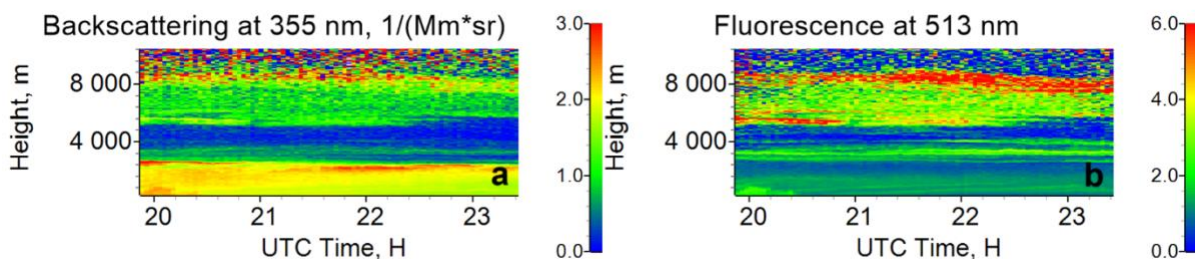 Backscattering at 355 nm, 1/(Mm*sr)
Height, m
8 000
4 000
20 21 22 23
UTC Time, H
3.0
2.0
1.0
0.0
a
Fluorescence at 513 nm
Height, m
8 000
4 000
20 21 22 23
UTC Time, H
6.0
4.0
2.0
0.0
b